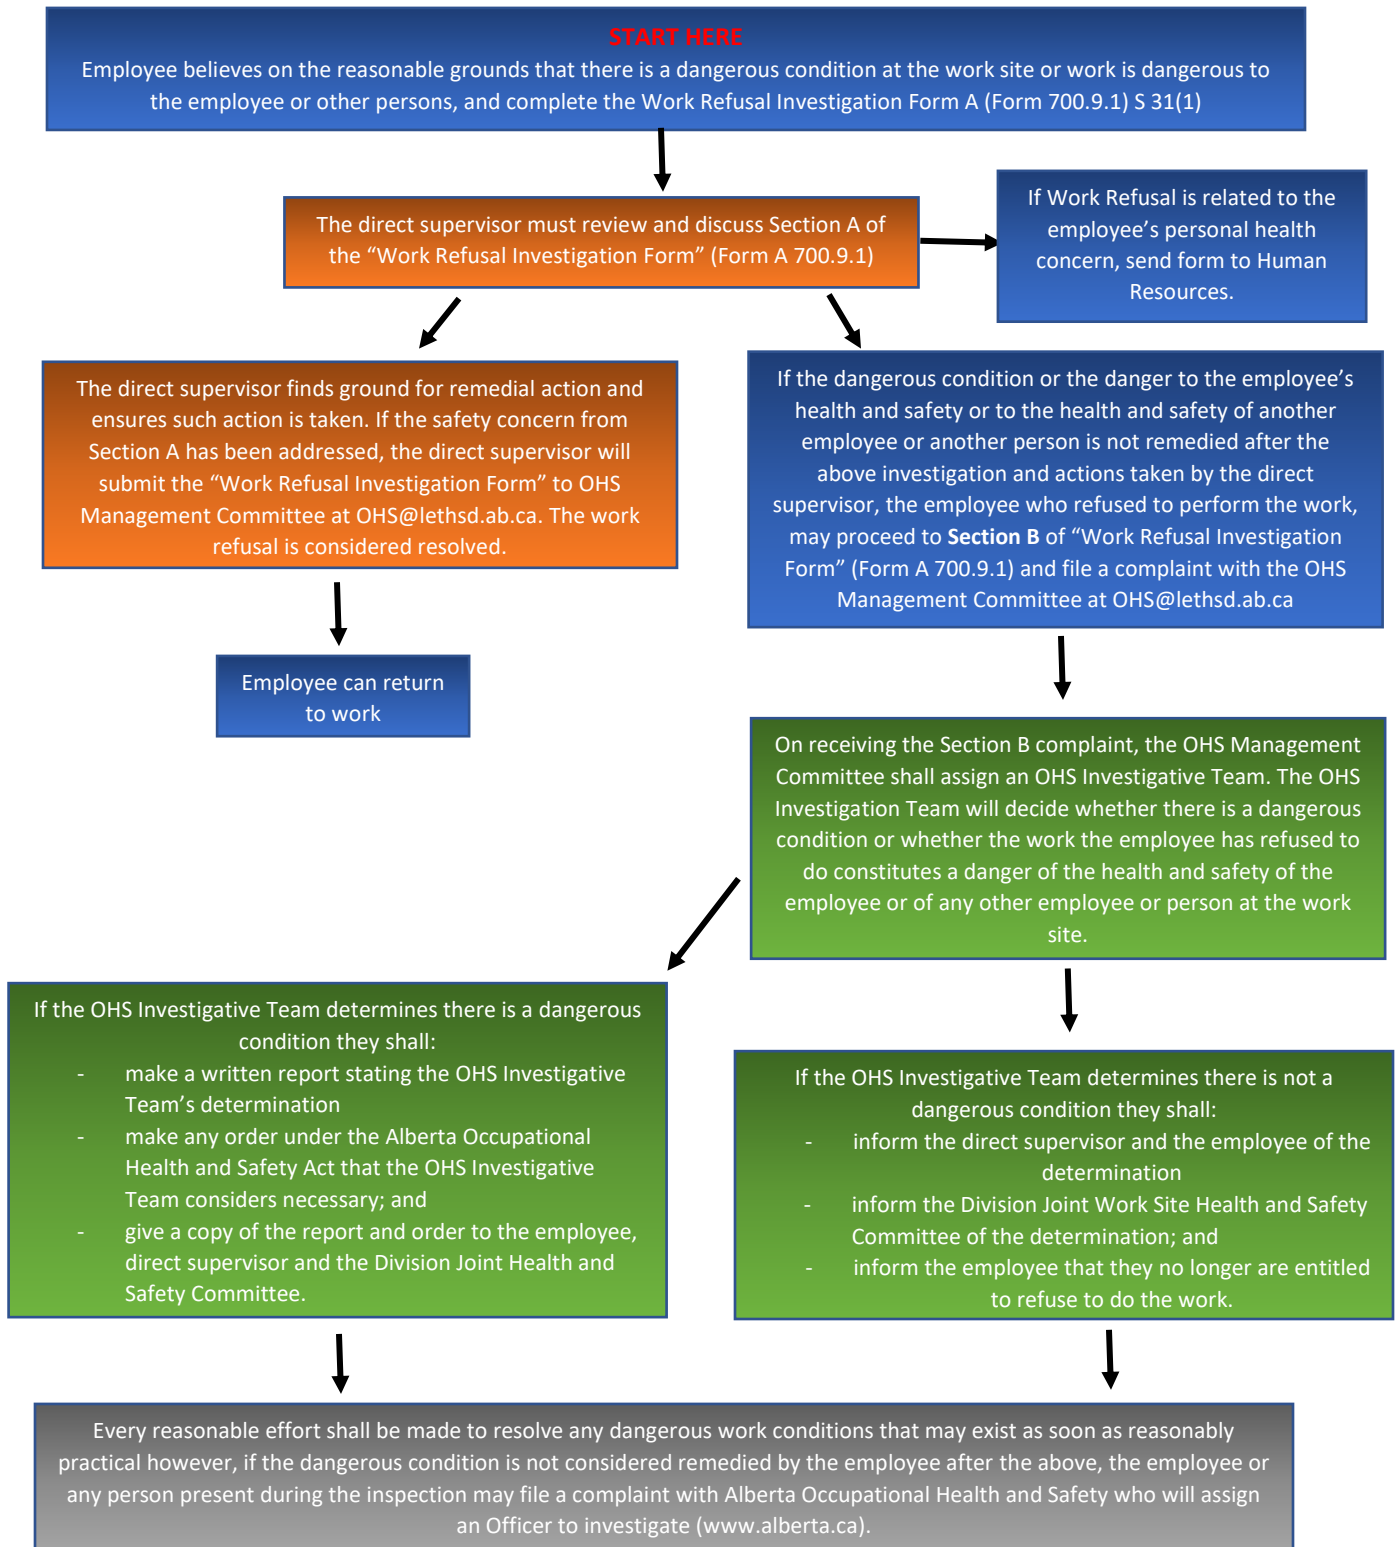 START HERE
Employee believes on the reasonable grounds that there is a dangerous condition at the work site or work is dangerous to
the employee or other persons, and complete the Work Refusal Investigation Form A (Form 700.9.1) S 31(1)
The direct supervisor must review and discuss Section A of
the “Work Refusal Investigation Form” (Form A 700.9.1)
If Work Refusal is related to the
employee’s personal health
concern, send form to Human
Resources.
The direct supervisor finds ground for remedial action and
ensures such action is taken. If the safety concern from
Section A has been addressed, the direct supervisor will
submit the “Work Refusal Investigation Form” to OHS
Management Committee at OHS@lethsd.ab.ca. The work
refusal is considered resolved.
If the dangerous condition or the danger to the employee’s
health and safety or to the health and safety of another
employee or another person is not remedied after the
above investigation and actions taken by the direct
supervisor, the employee who refused to perform the work,
may proceed to Section B of “Work Refusal Investigation
Form” (Form A 700.9.1) and file a complaint with the OHS
Management Committee at OHS@lethsd.ab.ca
Employee can return
to work
On receiving the Section B complaint, the OHS Management
Committee shall assign an OHS Investigative Team. The OHS
Investigation Team will decide whether there is a dangerous
condition or whether the work the employee has refused to
do constitutes a danger of the health and safety of the
employee or of any other employee or person at the work
site.
If the OHS Investigative Team determines there is a dangerous
condition they shall:
- make a written report stating the OHS Investigative
Team’s determination
- make any order under the Alberta Occupational
Health and Safety Act that the OHS Investigative
Team considers necessary; and
- give a copy of the report and order to the employee,
direct supervisor and the Division Joint Health and
Safety Committee.
If the OHS Investigative Team determines there is not a
dangerous condition they shall:
- inform the direct supervisor and the employee of the
determination
- inform the Division Joint Work Site Health and Safety
Committee of the determination; and
- inform the employee that they no longer are entitled
to refuse to do the work.
Every reasonable effort shall be made to resolve any dangerous work conditions that may exist as soon as reasonably
practical however, if the dangerous condition is not considered remedied by the employee after the above, the employee or
any person present during the inspection may file a complaint with Alberta Occupational Health and Safety who will assign
an Officer to investigate (www.alberta.ca).